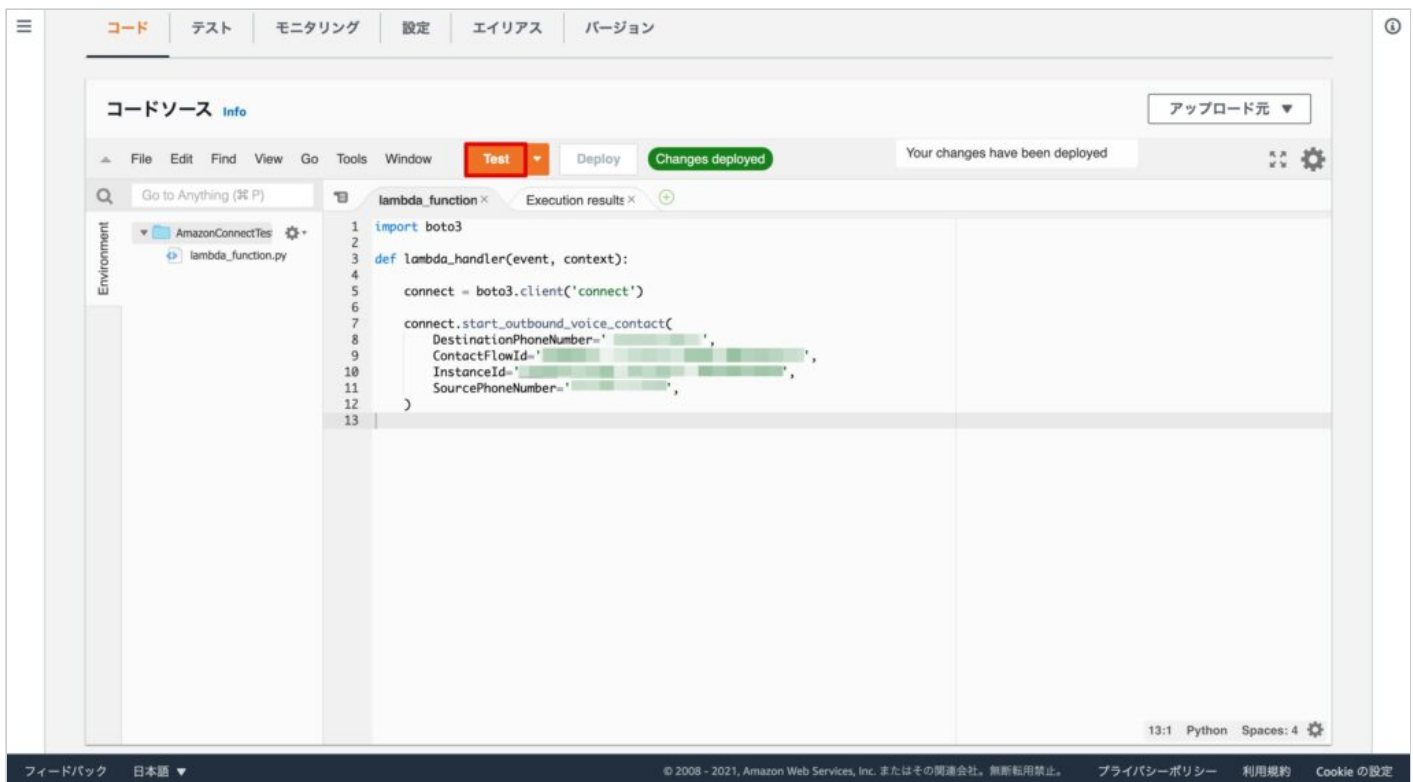 コード テスト モニタリング 設定 エイリアス バージョン
コードソース Info アップロード元 ▼
File Edit Find View Go Tools Window Test Deploy Changes deployed Your changes have been deployed
Go to Anything (⌘ P) lambda_function × Execution results × 
Environment
AmazonConnectTes
lambda_function.py
1 import boto3
2
3 def lambda_handler(event, context):
4
5     connect = boto3.client('connect')
6
7     connect.start_outbound_voice_contact(
8         DestinationPhoneNumber=' ',
9         ContactFlowId=' ',
10         InstanceId=' ',
11         SourcePhoneNumber=' ',
12     )
13
13:1 Python Spaces: 4
フィードバック 日本語 ▼ © 2008 - 2021, Amazon Web Services, Inc. またはその関連会社。無断転用禁止。 プライバシーポリシー 利用規約 Cookie の設定